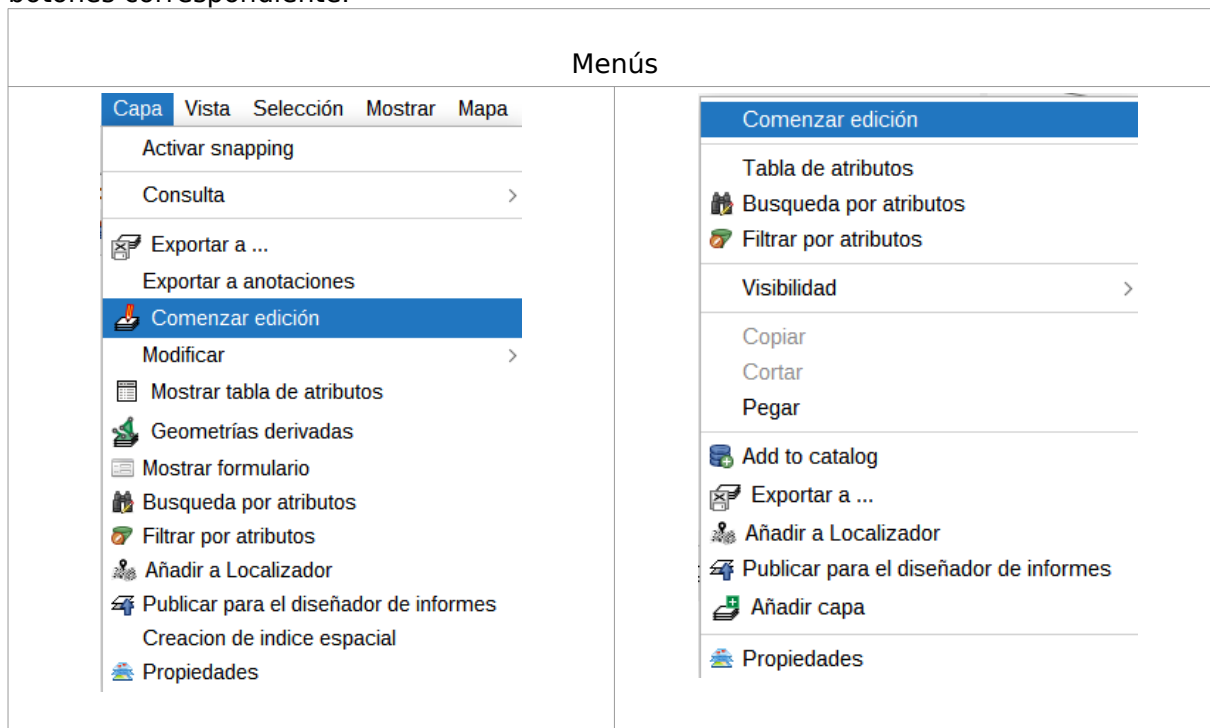 botones correspondiente.
Menús
Capa Vista Selección Mostrar Mapa
Activar snapping
Consulta
Exportar a ...
Exportar a anotaciones
Comenzar edición
Modificar
Mostrar tabla de atributos
Geometrías derivadas
Mostrar formulario
Busqueda por atributos
Filtrar por atributos
Añadir a Localizador
Publicar para el diseñador de informes
Creacion de indice espacial
Propiedades
Comenzar edición
Tabla de atributos
Busqueda por atributos
Filtrar por atributos
Visibilidad
Copiar
Cortar
Pegar
Add to catalog
Exportar a ...
Añadir a Localizador
Publicar para el diseñador de informes
Añadir capa
Propiedades